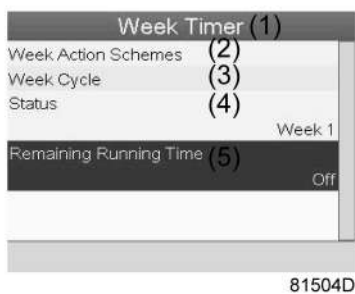 Week Timer (1)
Week Action Schemes (2)
Week Cycle (3)
Status (4)
Week 1
Remaining Running Time (5)
Off
81504D